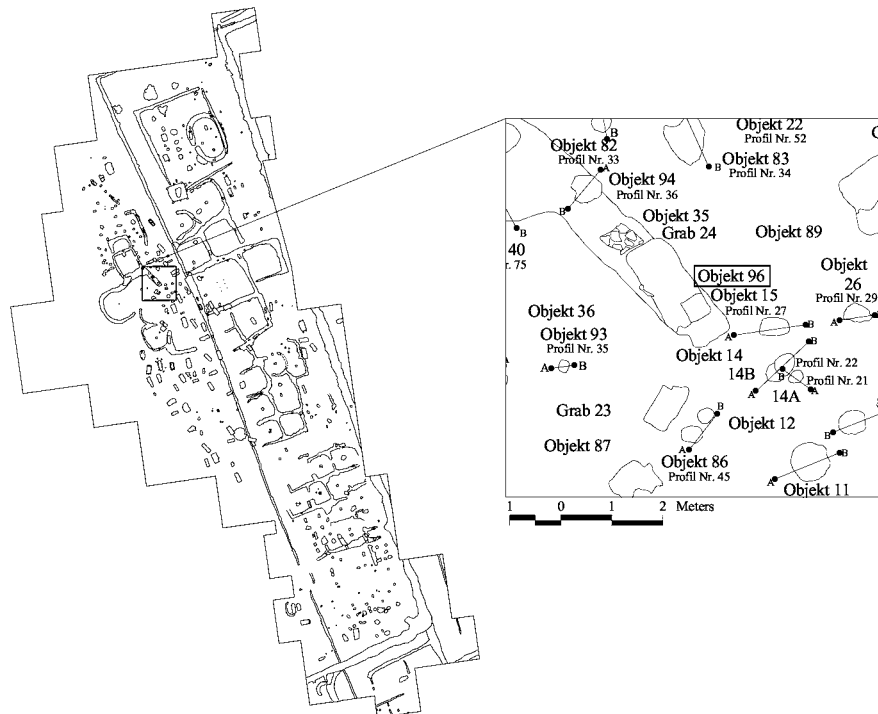 Objekt 22
Profil Nr. 52
B
Objekt 82
Profil Nr. 33
A
Objekt 83
Profil Nr. 34
B
Objekt 94
Profil Nr. 36
B
Objekt 35
Grab 24
Objekt 89
B
40
r. 75
Objekt 96
Objekt
26
Profil Nr. 29
A
B
Objekt 15
Profil Nr. 27
A
B
Objekt 36
Objekt 93
Profil Nr. 35
A
B
Objekt 14
14B
B
Profil Nr. 22
B
Profil Nr. 21
A
A
14A
Grab 23
B
Objekt 12
B
Objekt 87
A
Objekt 86
Profil Nr. 45
B
A
Objekt 11
1 0 1 2 Meters